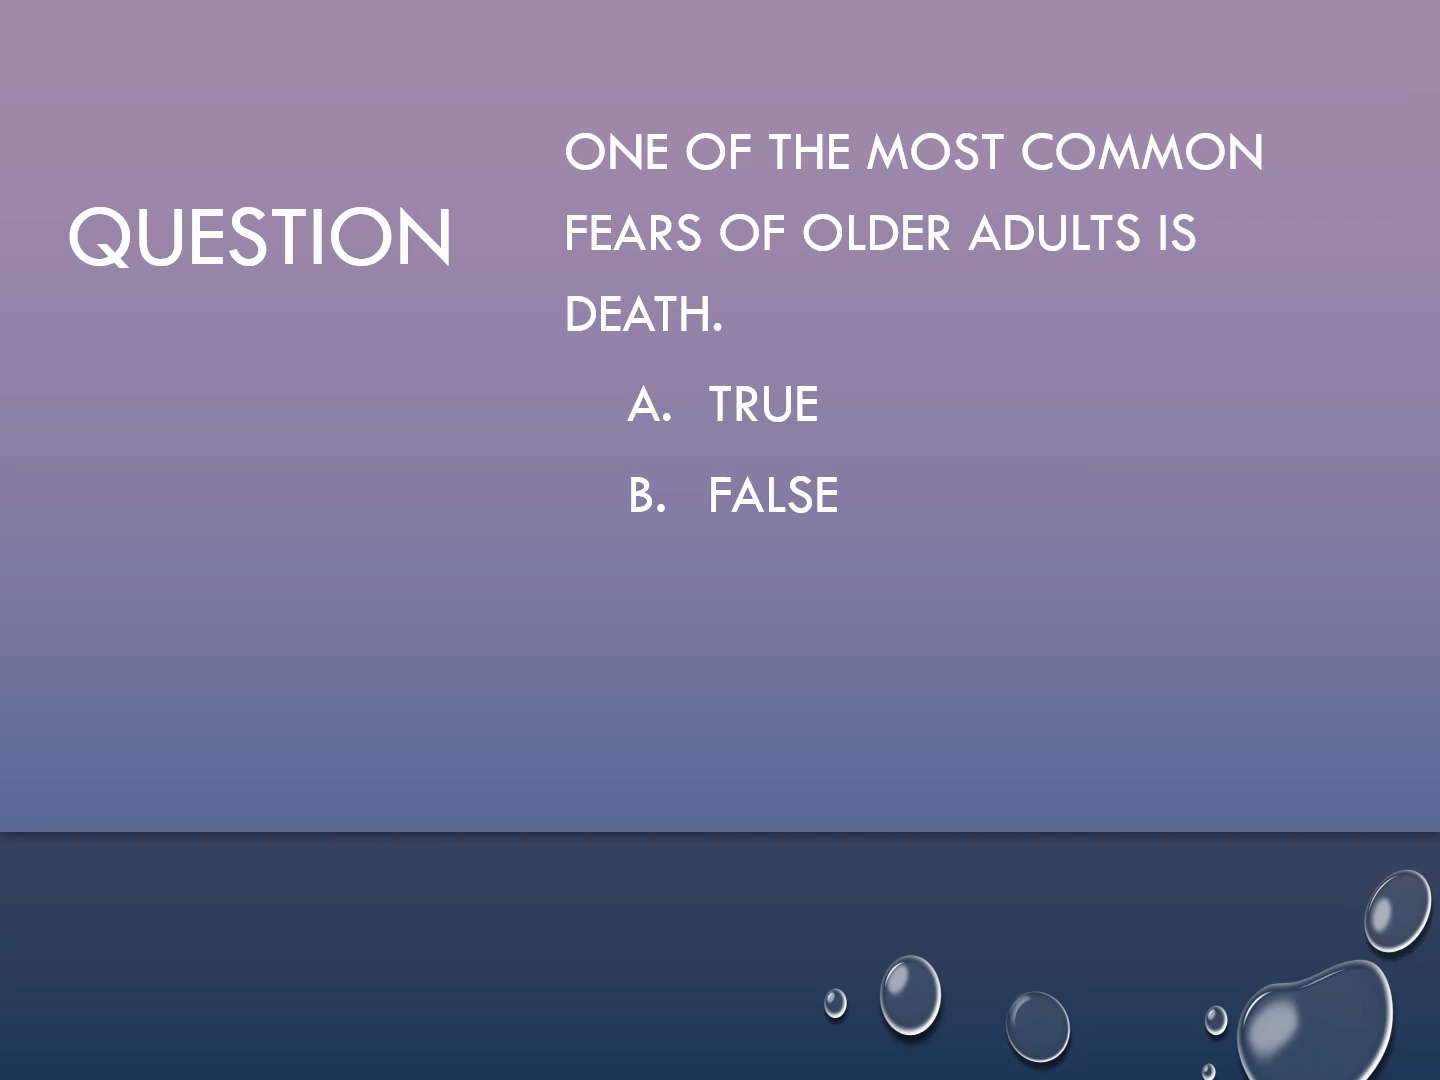 QUESTION
ONE OF THE MOST COMMON
FEARS OF OLDER ADULTS IS
DEATH.
A. TRUE
B. FALSE